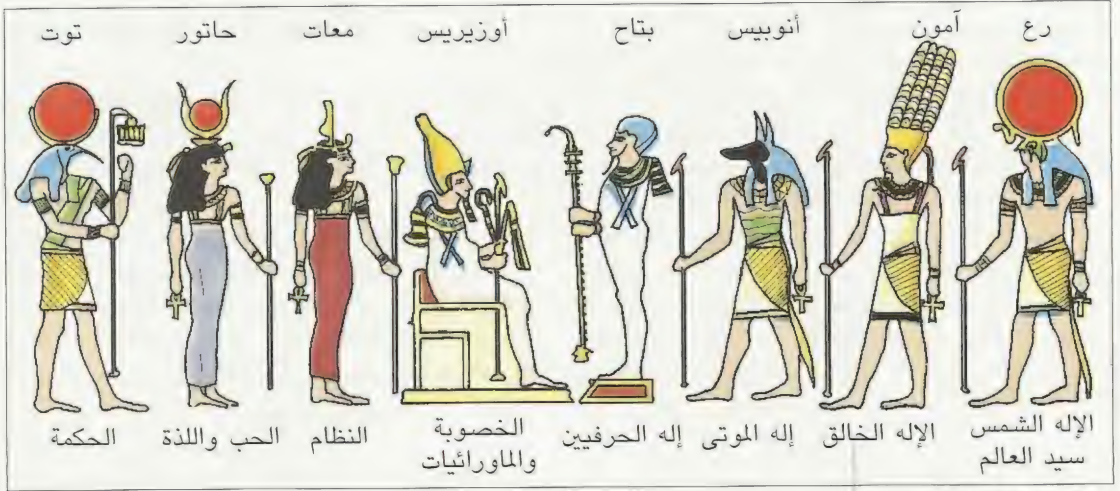 رع آمون أنوبيس بتاح أوزيريس معات حاتور توت
الإله الشمس
سيد العالم
الإله الخالق
إله الموتى
إله الحرفيين
الخصوبة
والماورائيات
النظام
الحب واللذة
الحكمة